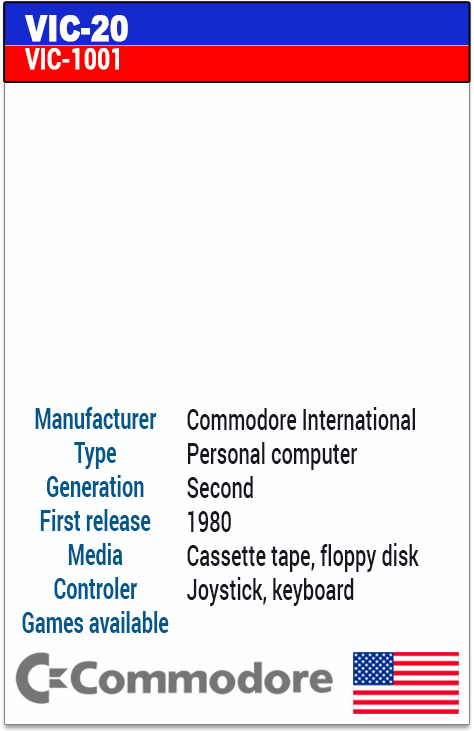 VIC-20
VIC-1001
Manufacturer Commodore International
Type Personal computer
Generation Second
First release 1980
Media Cassette tape, floppy disk
Controler Joystick, keyboard
Games available
Commodore